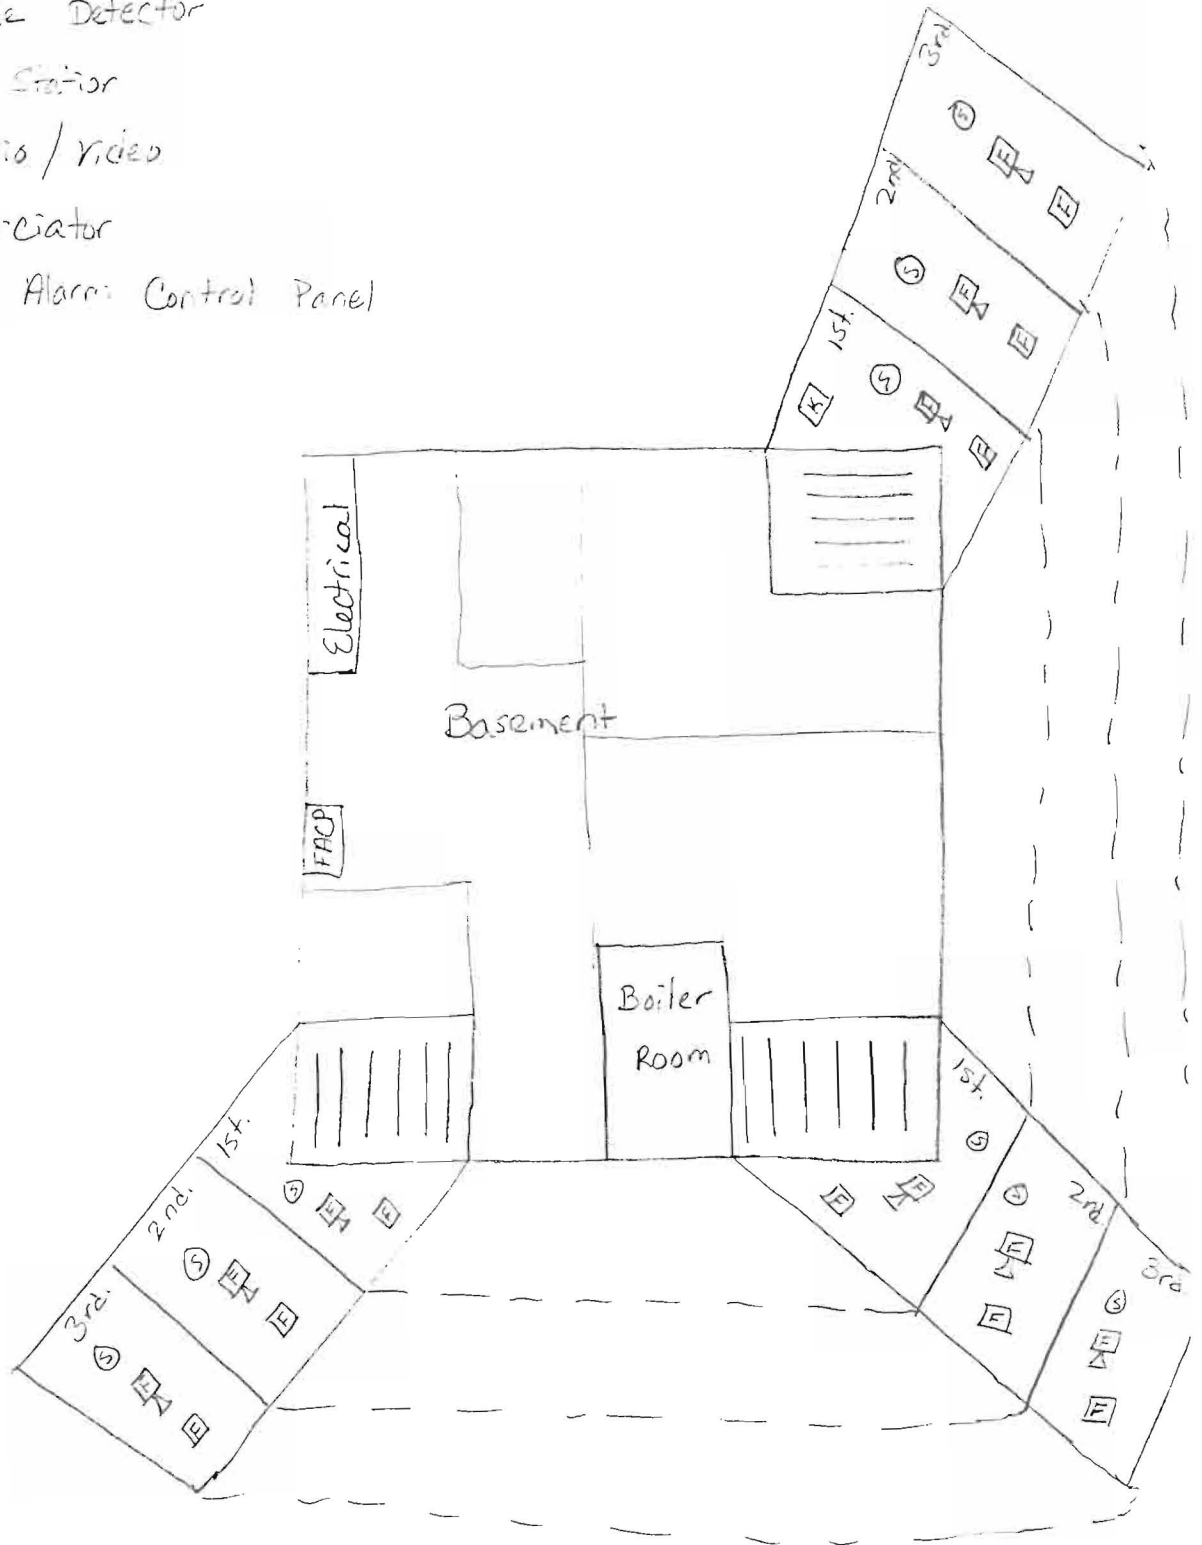 Detector
Station
/ Video
ciator
Alarm Control Panel
3rd
S
F
F
2nd
S
F
F
1st.
K
S
F
F
Electrical
Basement
FACP
Boiler
Room
1st.
S
F
F
2nd.
S
F
F
3rd.
S
F
F
1st.
S
F
F
2nd.
S
F
F
3rd
S
F
F